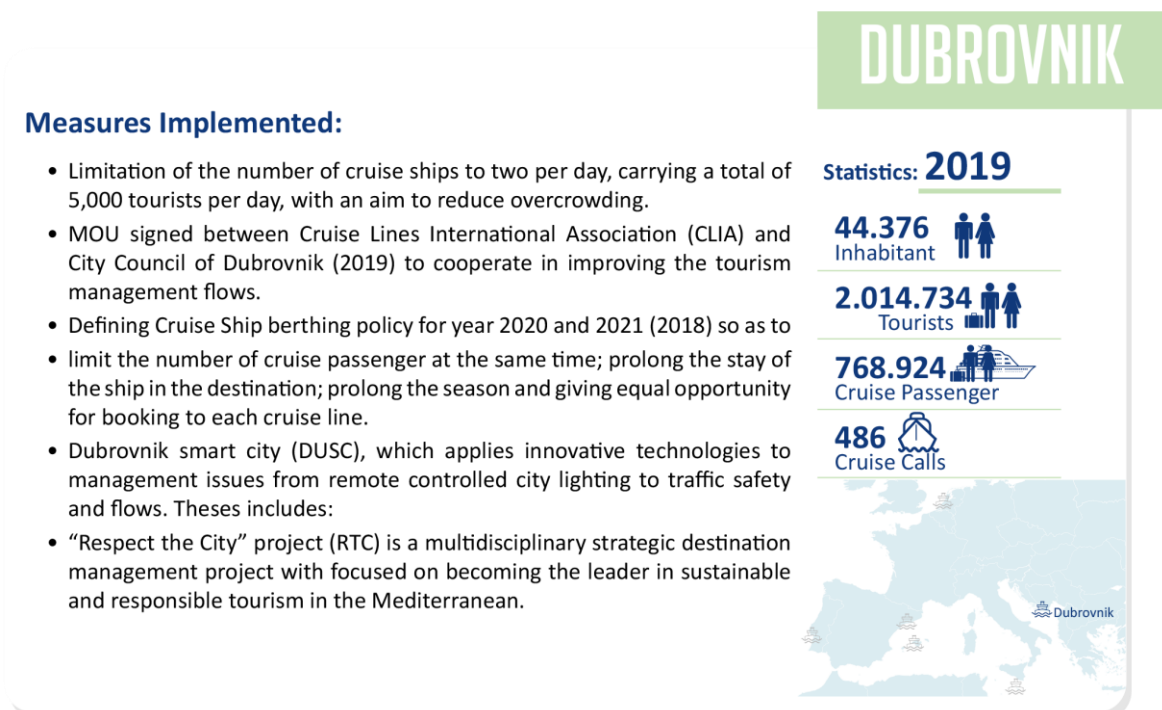 DUBROVNIK
Measures Implemented:
• Limitation of the number of cruise ships to two per day, carrying a total of
5,000 tourists per day, with an aim to reduce overcrowding.
• MOU signed between Cruise Lines International Association (CLIA) and
City Council of Dubrovnik (2019) to cooperate in improving the tourism
management flows.
• Defining Cruise Ship berthing policy for year 2020 and 2021 (2018) so as to
• limit the number of cruise passenger at the same time; prolong the stay of
the ship in the destination; prolong the season and giving equal opportunity
for booking to each cruise line.
• Dubrovnik smart city (DUSC), which applies innovative technologies to
management issues from remote controlled city lighting to traffic safety
and flows. Theses includes:
• “Respect the City” project (RTC) is a multidisciplinary strategic destination
management project with focused on becoming the leader in sustainable
and responsible tourism in the Mediterranean.
Statistics: 2019
44.376
Inhabitant
2.014.734
Tourists
768.924
Cruise Passenger
486
Cruise Calls
Dubrovnik